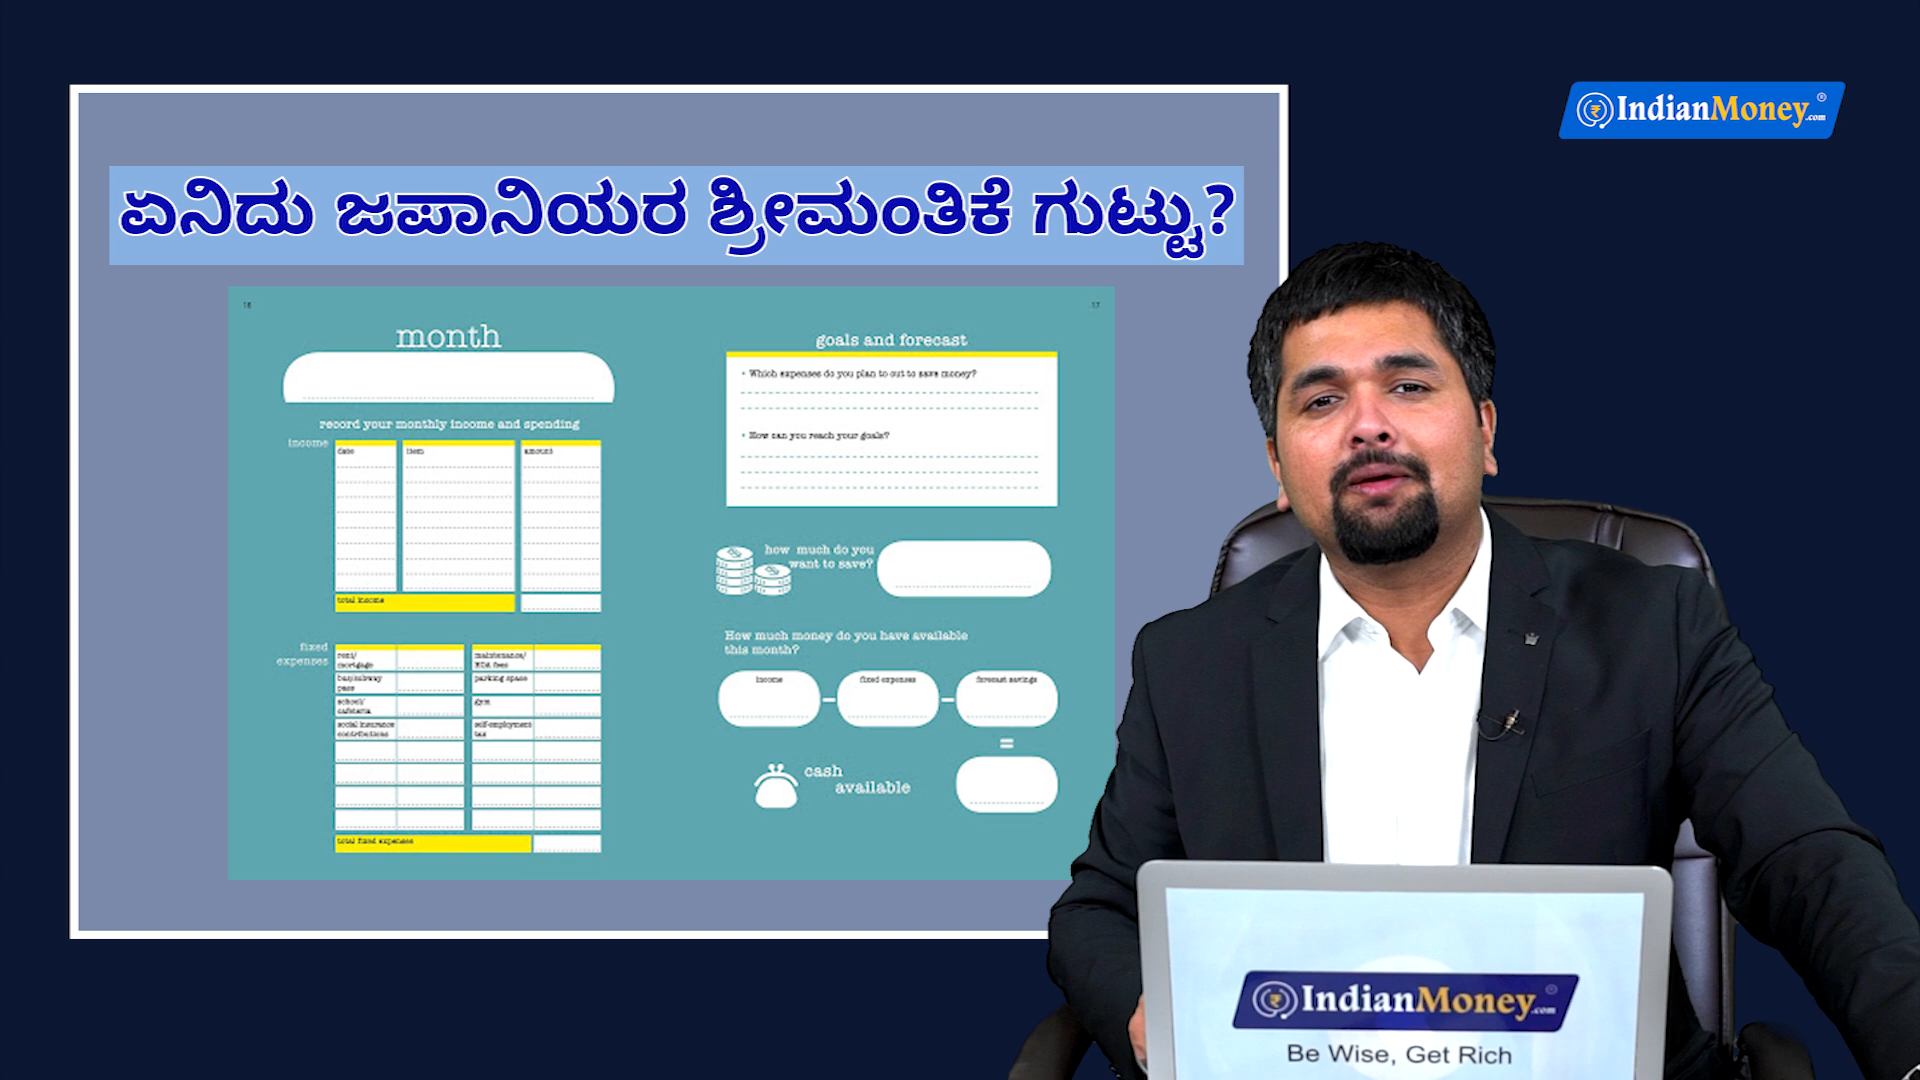 IndianMoney.com
ಏನಿದು ಜಪಾನಿಯರ ಶ್ರೀಮಂತಿಕೆ ಗುಟ್ಟು?
16
month
record your monthly income and spending
income
date
item
amount
total income
fixed
expenses
rent/
mortgage
maintenance/
HOA fees
bus/subway
pass
parking space
school/
cafeteria
gym
social insurance
contributions
self-employment
tax
total fixed expenses
17
goals and forecast
• Which expenses do you plan to cut to save money?
• How can you reach your goals?
how much do you
want to save?
How much money do you have available
this month?
income
fixed expenses
forecast savings
=
cash
available
IndianMoney.com
Be Wise, Get Rich